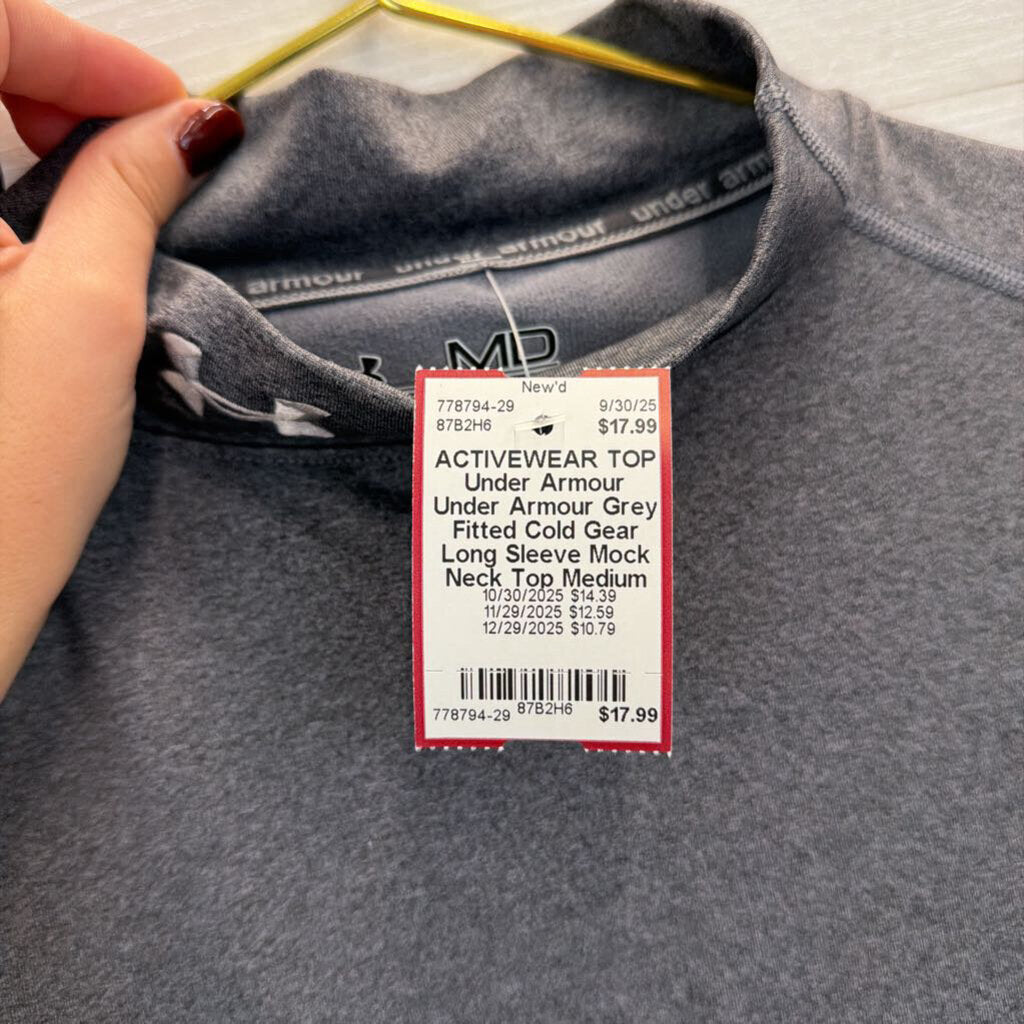 armour under armour under arm
MD
New'd
778794-29 9/30/25
87B2H6 $17.99
ACTIVEWEAR TOP
Under Armour
Under Armour Grey
Fitted Cold Gear
Long Sleeve Mock
Neck Top Medium
10/30/2025 $14.39
11/29/2025 $12.59
12/29/2025 $10.79
778794-29 87B2H6 $17.99